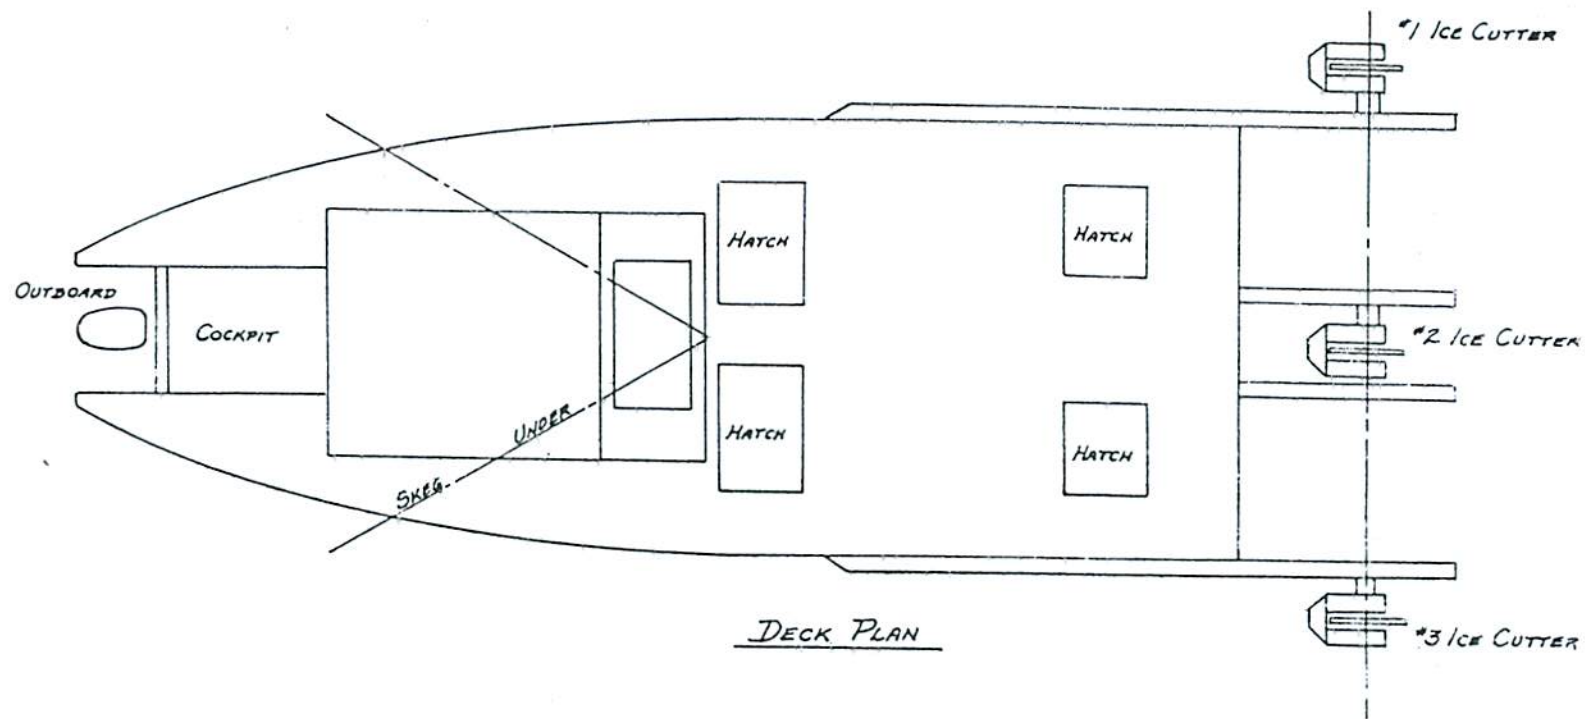 #1 ICE CUTTER
HATCH
HATCH
OUTBOARD
COCKPIT
#2 ICE CUTTER
UNDER
HATCH
HATCH
SKEG
DECK PLAN
#3 ICE CUTTER